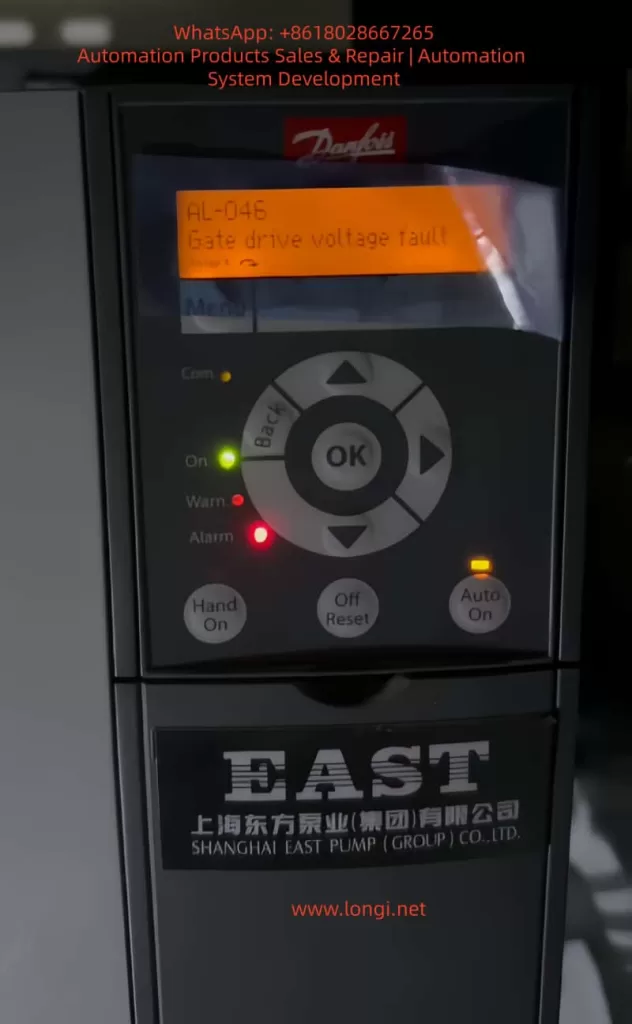 WhatsApp: +8618028667265
Automation Products Sales & Repair | Automation
System Development
Danfoss
AL-046
Gate drive voltage fault
Menu
Com
Back
OK
On
Warn
Alarm
Hand
On
Off
Reset
Auto
On
EAST
上海东方泵业(集团)有限公司
SHANGHAI EAST PUMP (GROUP) CO.,LTD.
www.longi.net